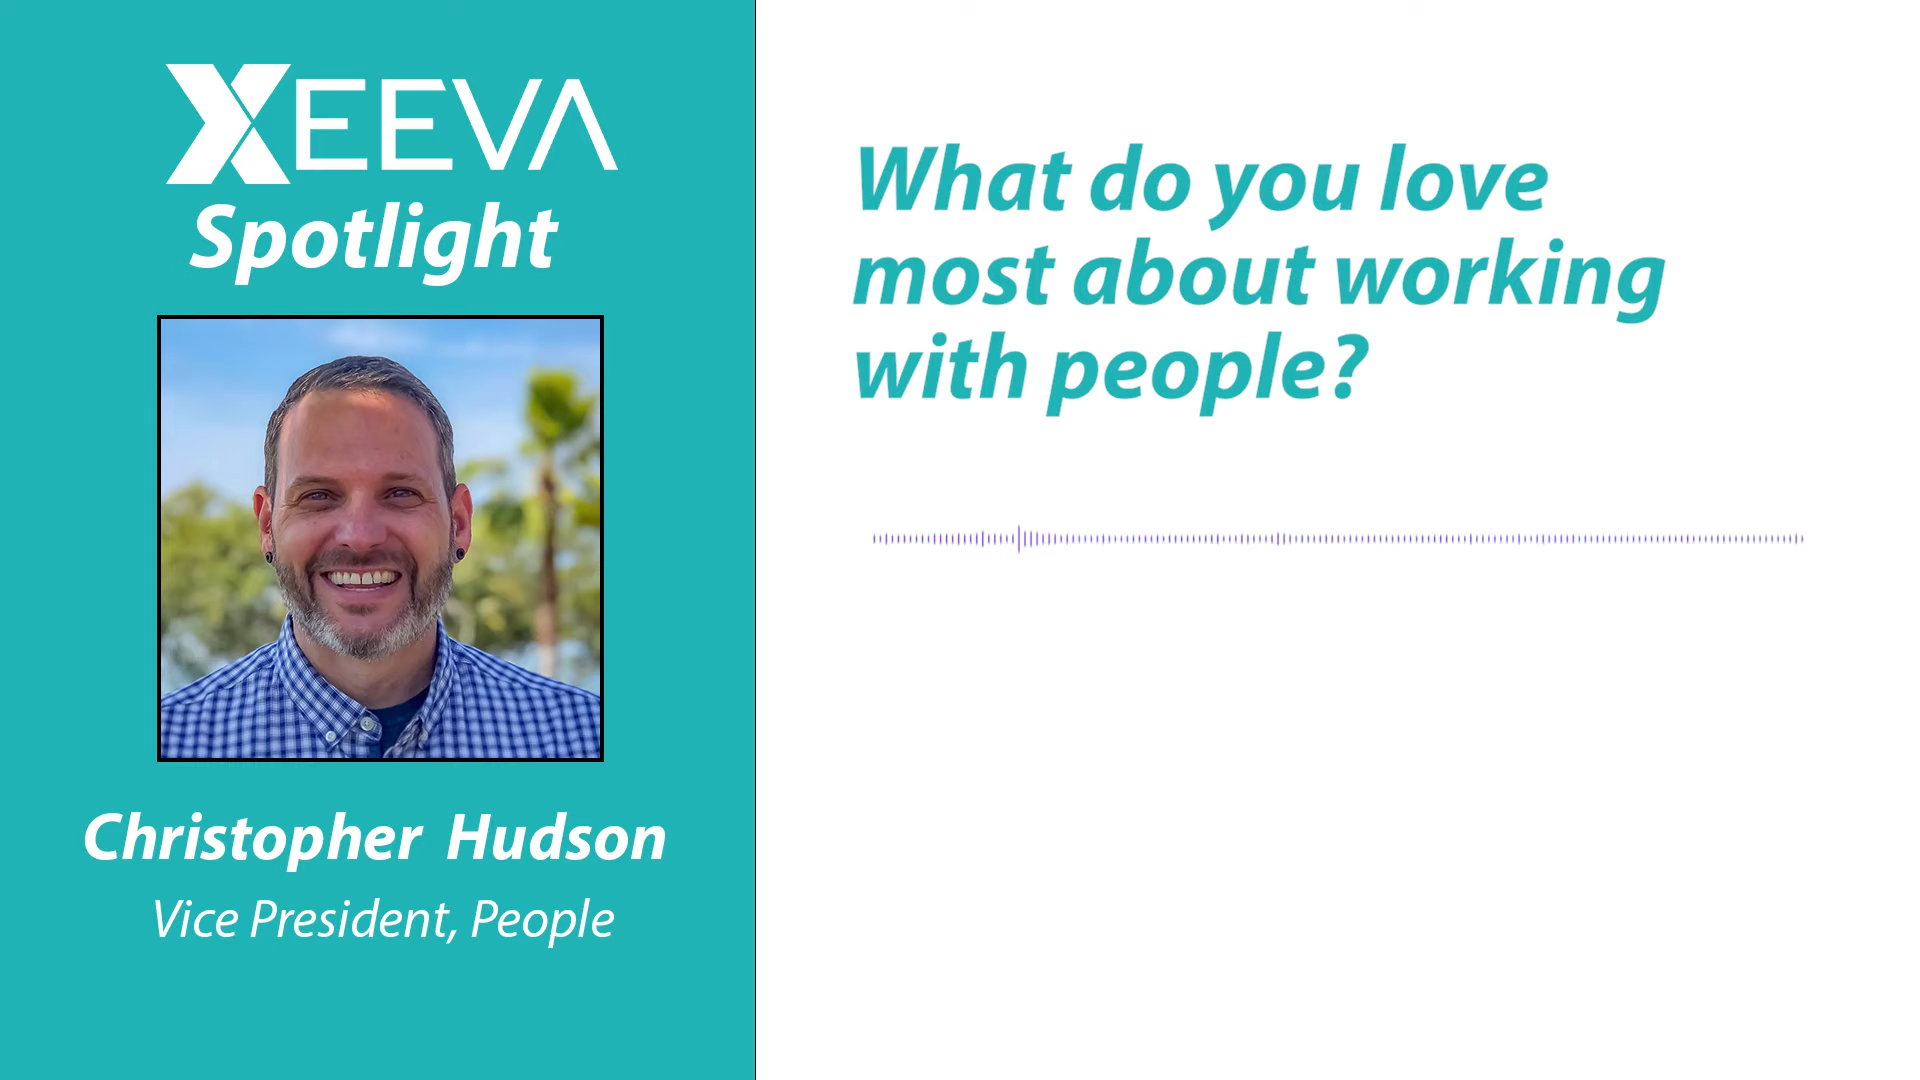 XEEVA
Spotlight
Christopher Hudson
Vice President, People
What do you love
most about working
with people?